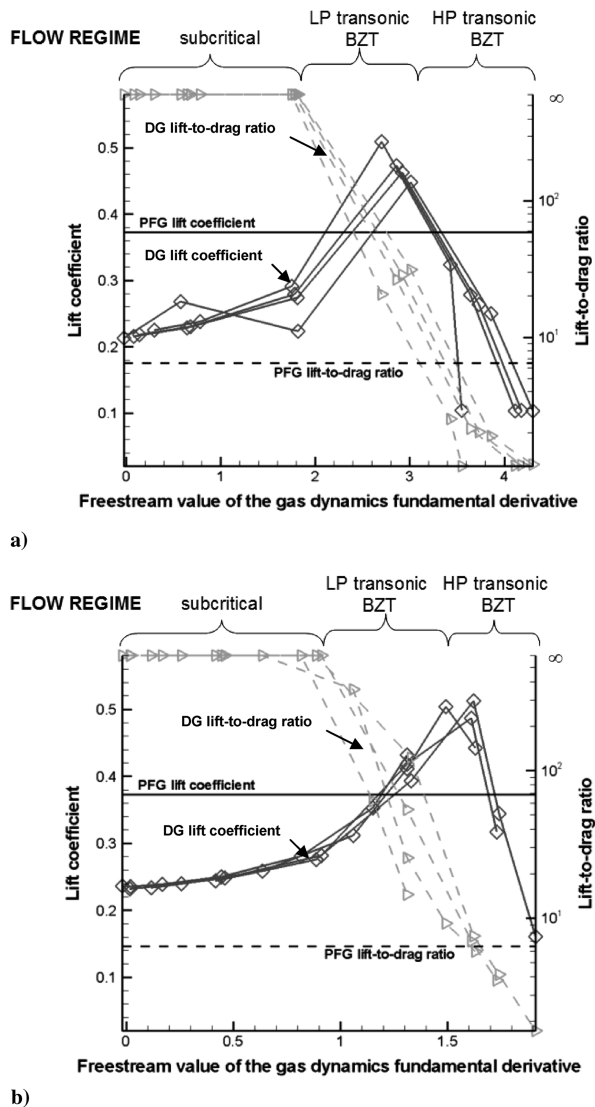 LP transonic HP transonic
FLOW REGIME subcritical BZT BZT
∞
DG lift-to-drag ratio
0.5
10²
0.4
PFG lift coefficient
DG lift coefficient
0.3
Lift coefficient
Lift-to-drag ratio
10¹
0.2
PFG lift-to-drag ratio
0.1
0 1 2 3 4
Freestream value of the gas dynamics fundamental derivative
a)
LP transonic HP transonic
FLOW REGIME subcritical BZT BZT
∞
0.5
DG lift-to-drag ratio
10²
0.4
PFG lift coefficient
DG lift coefficient
0.3
Lift coefficient
Lift-to-drag ratio
0.2
10¹
PFG lift-to-drag ratio
0.1
0 0.5 1 1.5
Freestream value of the gas dynamics fundamental derivative
b)